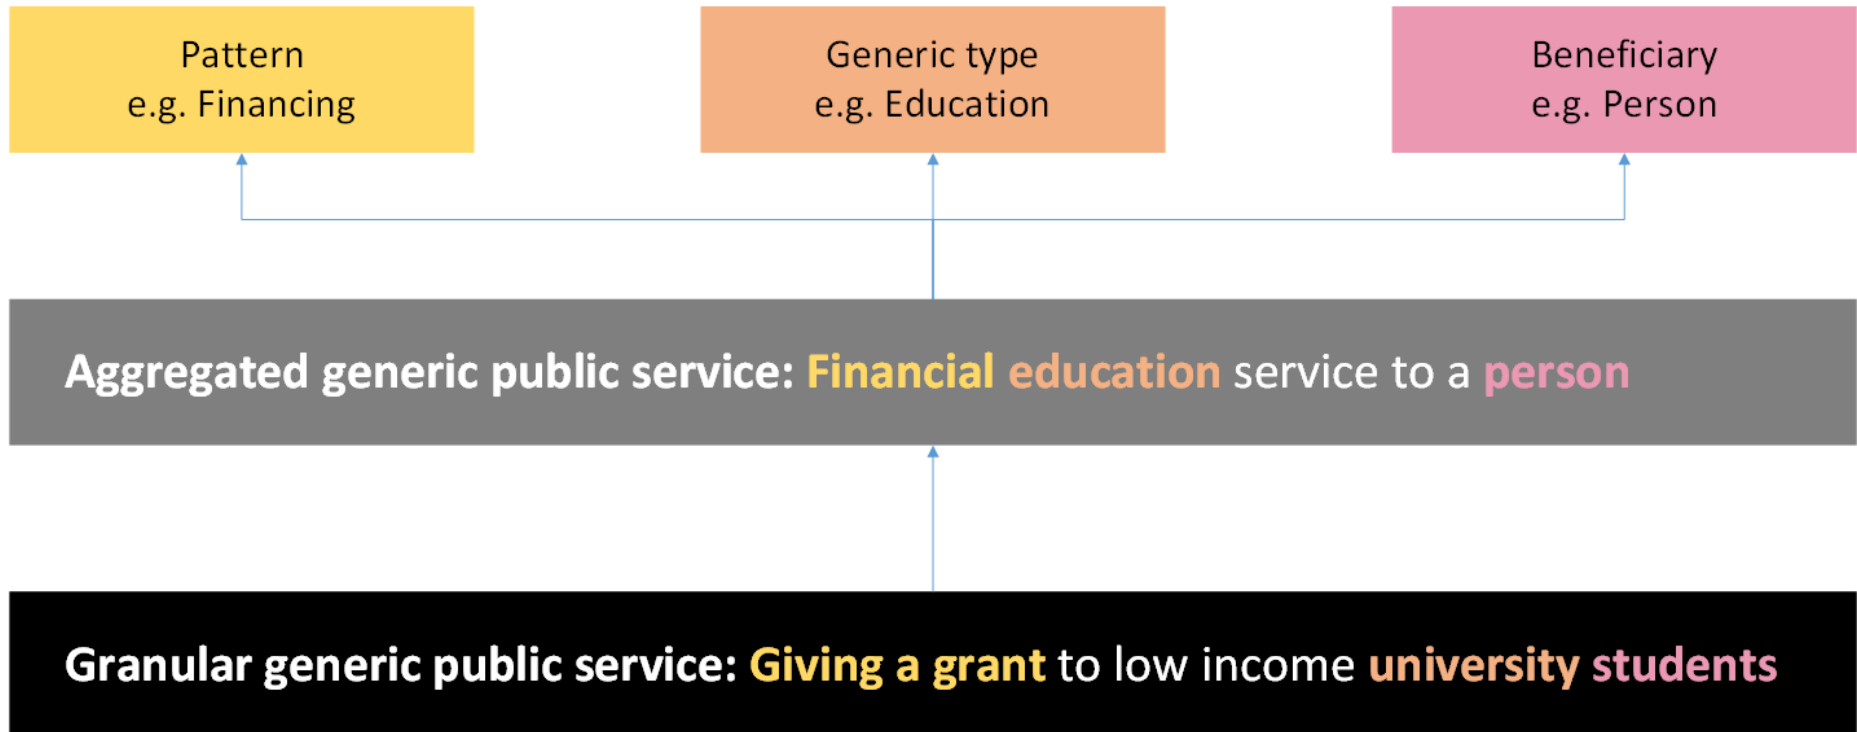 Pattern
e.g. Financing
Generic type
e.g. Education
Beneficiary
e.g. Person
Aggregated generic public service: Financial education service to a person
Granular generic public service: Giving a grant to low income university students